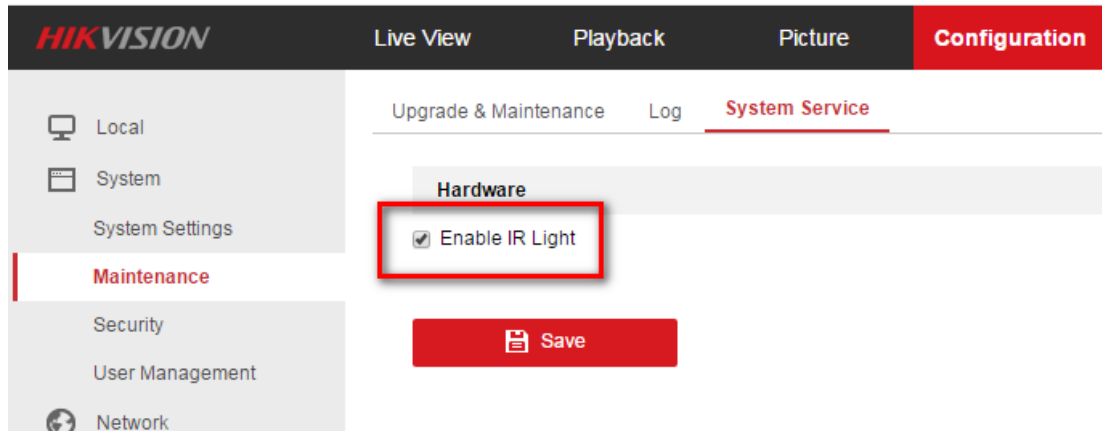 HIKVISION Live View Playback Picture Configuration
Upgrade & Maintenance Log System Service
Local
System
System Settings
Maintenance
Security
User Management
Network
Hardware
Enable IR Light
Save